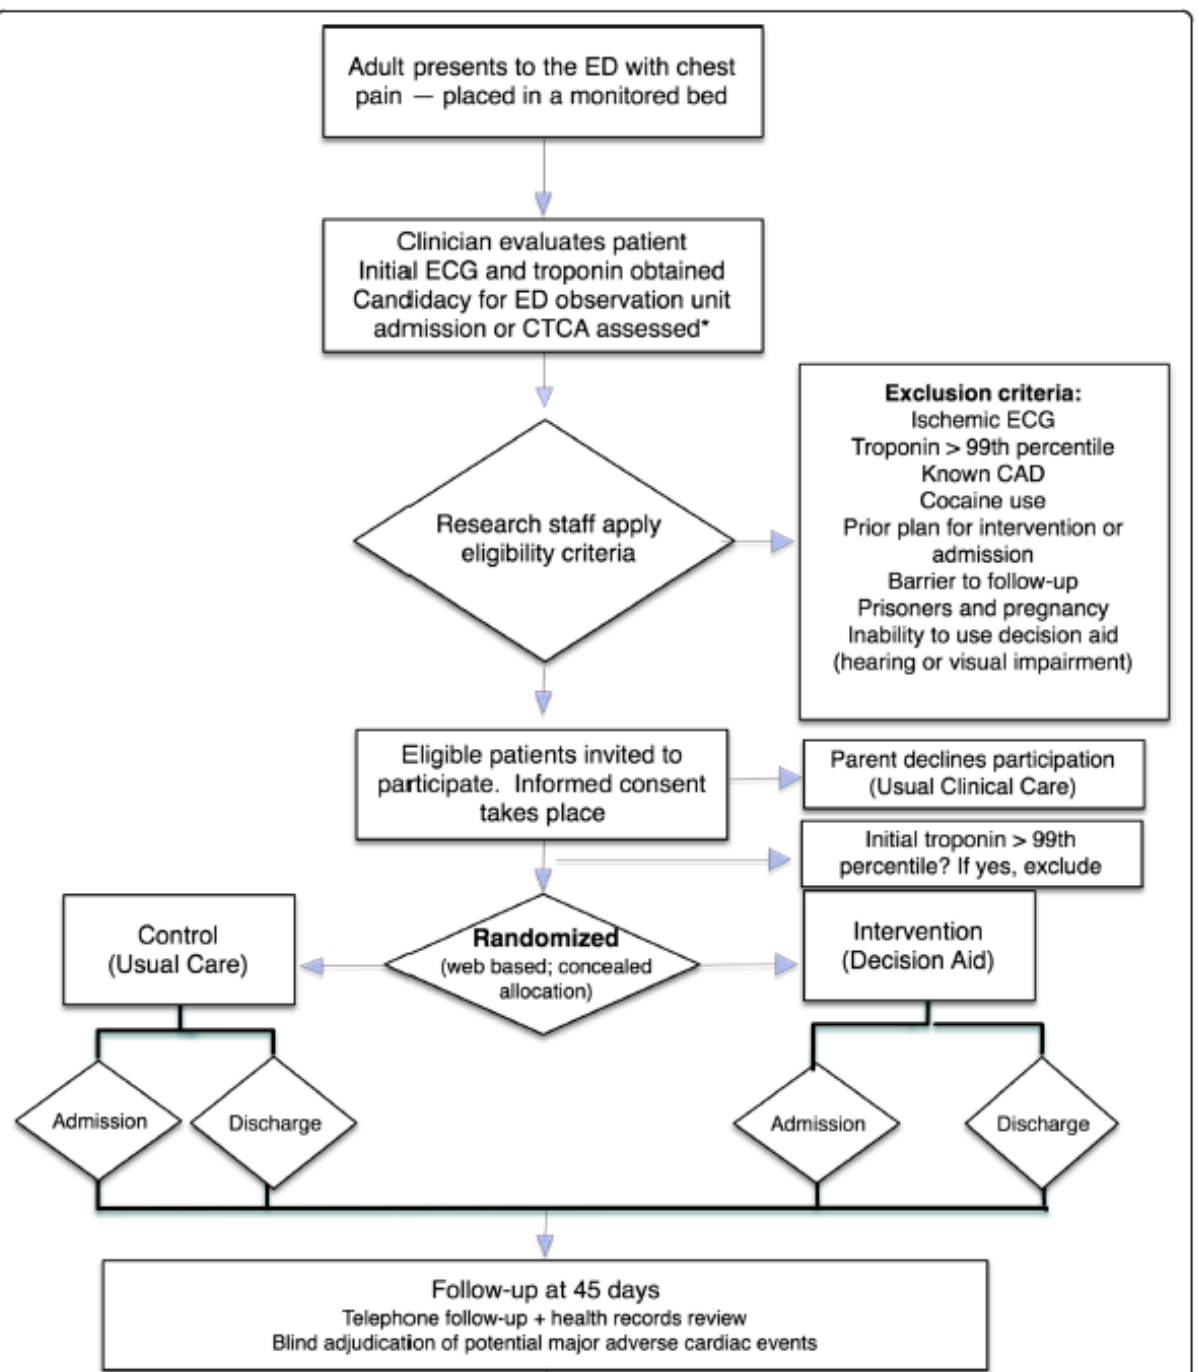 Adult presents to the ED with chest
pain — placed in a monitored bed
Clinician evaluates patient
Initial ECG and troponin obtained
Candidacy for ED observation unit
admission or CTCA assessed*
Exclusion criteria:
Ischemic ECG
Troponin > 99th percentile
Known CAD
Cocaine use
Prior plan for intervention or
admission
Barrier to follow-up
Prisoners and pregnancy
Inability to use decision aid
(hearing or visual impairment)
Research staff apply
eligibility criteria
Eligible patients invited to
participate. Informed consent
takes place
Parent declines participation
(Usual Clinical Care)
Initial troponin > 99th
percentile? If yes, exclude
Control
(Usual Care)
Randomized
(web based; concealed
allocation)
Intervention
(Decision Aid)
Admission
Discharge
Admission
Discharge
Follow-up at 45 days
Telephone follow-up + health records review
Blind adjudication of potential major adverse cardiac events